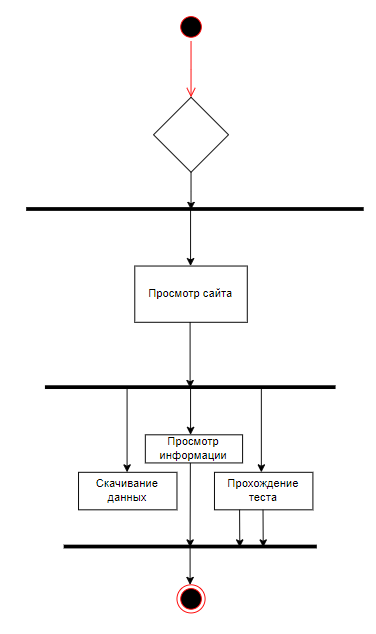 Просмотр сайта
Просмотр
информации
Скачивание
данных
Прохождение
теста